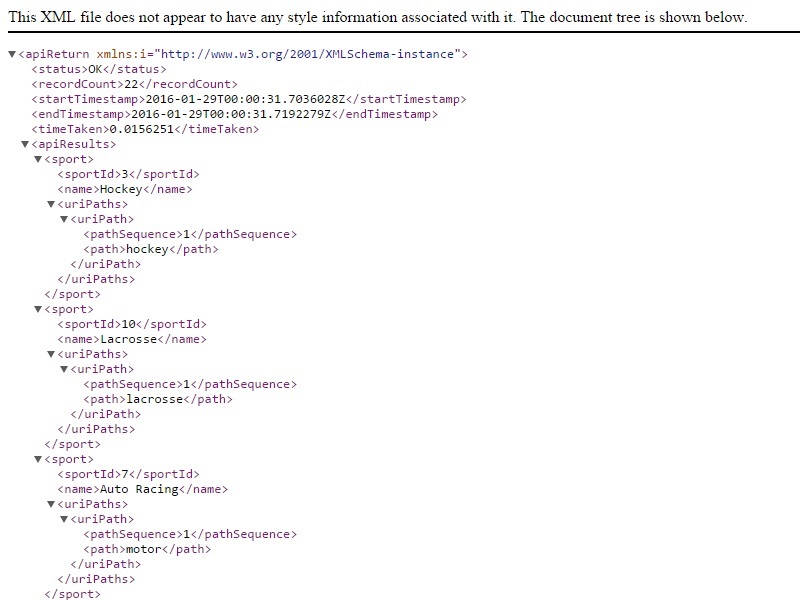 This XML file does not appear to have any style information associated with it. The document tree is shown below.
▼<apiReturn xmlns:i="http://www.w3.org/2001/XMLSchema-instance">
<status>OK</status>
<recordCount>22</recordCount>
<startTimestamp>2016-01-29T00:00:31.7036028Z</startTimestamp>
<endTimestamp>2016-01-29T00:00:31.7192279Z</endTimestamp>
<timeTaken>0.0156251</timeTaken>
▼<apiResults>
▼<sport>
<sportId>3</sportId>
<name>Hockey</name>
▼<uriPaths>
▼<uriPath>
<pathSequence>1</pathSequence>
<path>hockey</path>
</uriPath>
</uriPaths>
</sport>
▼<sport>
<sportId>10</sportId>
<name>Lacrosse</name>
▼<uriPaths>
▼<uriPath>
<pathSequence>1</pathSequence>
<path>lacrosse</path>
</uriPath>
</uriPaths>
</sport>
▼<sport>
<sportId>7</sportId>
<name>Auto Racing</name>
▼<uriPaths>
▼<uriPath>
<pathSequence>1</pathSequence>
<path>motor</path>
</uriPath>
</uriPaths>
</sport>